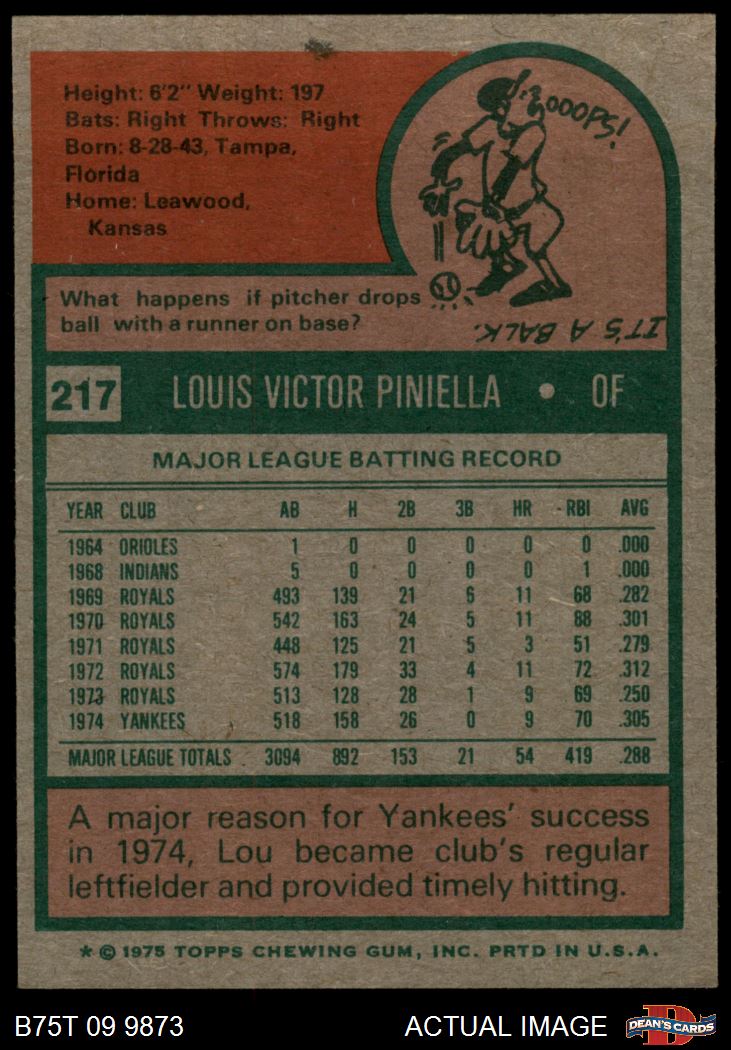 Height: 6'2" Weight: 197
Bats: Right Throws: Right
Born: 8-28-43, Tampa,
Florida
Home: Leawood,
Kansas
OOOPS!
What happens if pitcher drops
ball with a runner on base?
IT'S A BALK.
217 LOUIS VICTOR PINIELLA • OF
MAJOR LEAGUE BATTING RECORD
YEAR CLUB AB H 2B 3B HR RBI AVG
1964 ORIOLES 1 0 0 0 0 0 .000
1968 INDIANS 5 0 0 0 0 1 .000
1969 ROYALS 493 139 21 6 11 68 .282
1970 ROYALS 542 163 24 5 11 88 .301
1971 ROYALS 448 125 21 5 3 51 .279
1972 ROYALS 574 179 33 4 11 72 .312
1973 ROYALS 513 128 28 1 9 69 .250
1974 YANKEES 518 158 26 0 9 70 .305
MAJOR LEAGUE TOTALS 3094 892 153 21 54 419 .288
A major reason for Yankees' success
in 1974, Lou became club's regular
leftfielder and provided timely hitting.
* © 1975 TOPPS CHEWING GUM, INC. PRTD IN U.S.A.
B75T 09 9873 ACTUAL IMAGE D DEAN'S CARDS